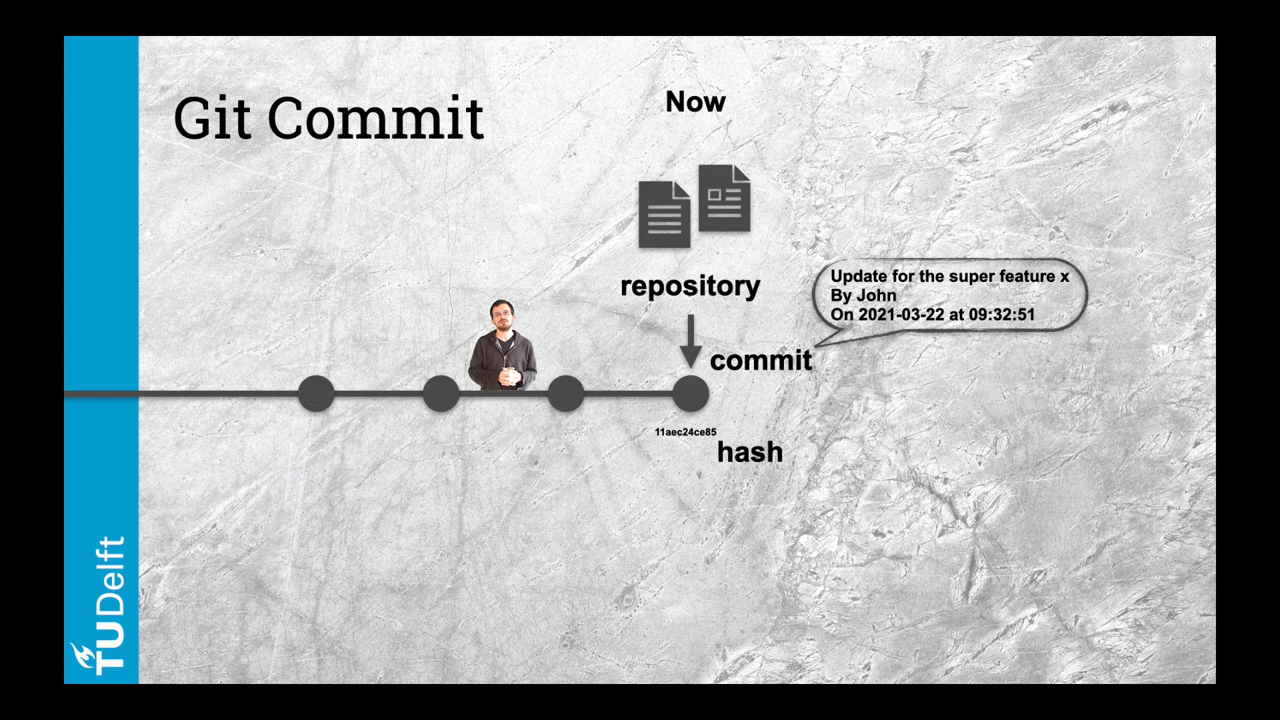 Git Commit
Now
repository
Update for the super feature x
By John
On 2021-03-22 at 09:32:51
commit
11aec24ce85
hash
TUDelft